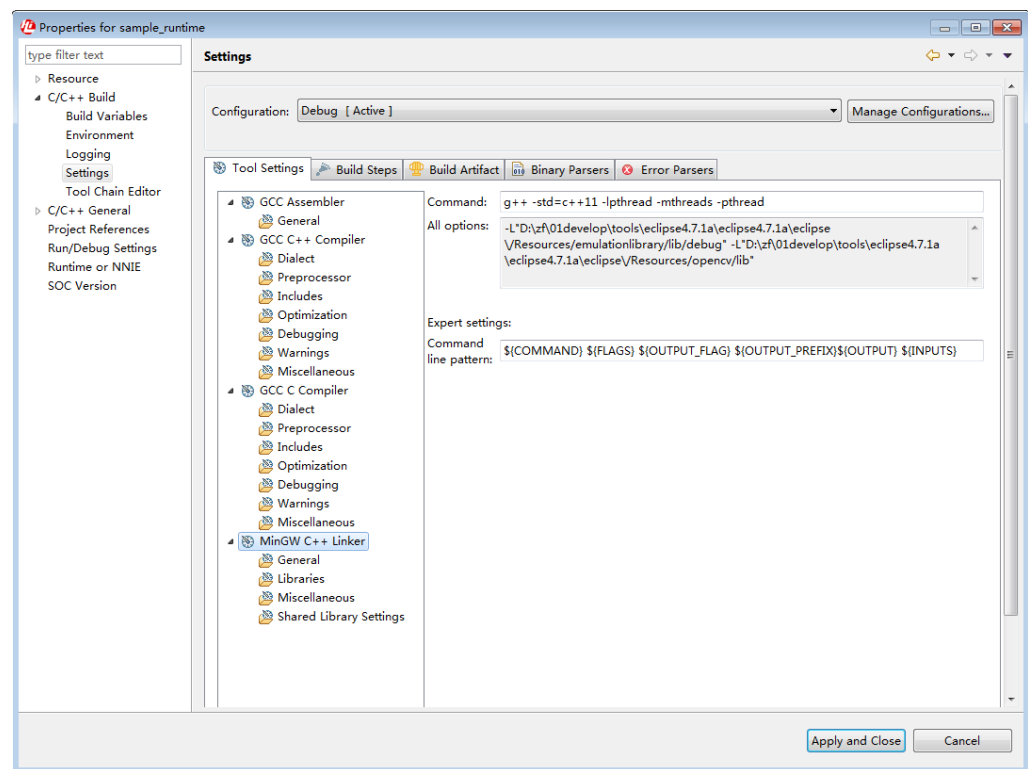 Properties for sample_runtime
type filter text
Settings
Resource
C/C++ Build
Build Variables
Environment
Logging
Settings
Tool Chain Editor
C/C++ General
Project References
Run/Debug Settings
Runtime or NNIE
SOC Version
Configuration:
Debug [ Active ]
Manage Configurations...
Tool Settings
Build Steps
Build Artifact
Binary Parsers
Error Parsers
GCC Assembler
General
GCC C++ Compiler
Dialect
Preprocessor
Includes
Optimization
Debugging
Warnings
Miscellaneous
GCC C Compiler
Dialect
Preprocessor
Includes
Optimization
Debugging
Warnings
Miscellaneous
MinGW C++ Linker
General
Libraries
Miscellaneous
Shared Library Settings
Command:
g++ -std=c++11 -lpthread -mthreads -pthread
All options:
-L"D:\zf\01develop\tools\eclipse4.7.1a\eclipse4.7.1a\eclipse
\/Resources/emulationlibrary/lib/debug" -L"D:\zf\01develop\tools\eclipse4.7.1a
\eclipse4.7.1a\eclipse\/Resources/opencv/lib"
Expert settings:
Command
line pattern:
${COMMAND} ${FLAGS} ${OUTPUT_FLAG} ${OUTPUT_PREFIX}${OUTPUT} ${INPUTS}
Apply and Close
Cancel